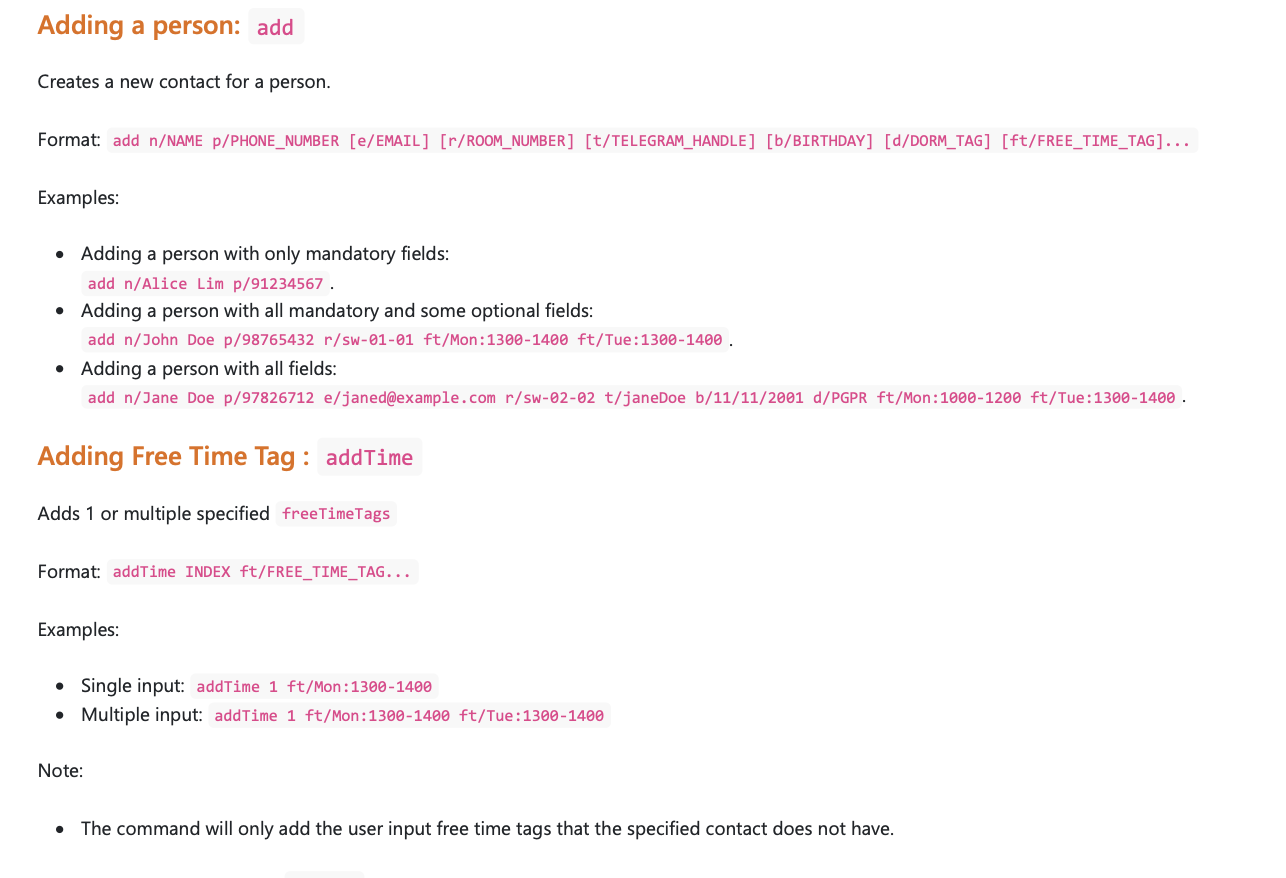 Adding a person: add
Creates a new contact for a person.
Format: add n/NAME p/PHONE_NUMBER [e/EMAIL] [r/ROOM_NUMBER] [t/TELEGRAM_HANDLE] [b/BIRTHDAY] [d/DORM_TAG] [ft/FREE_TIME_TAG]...
Examples:
• Adding a person with only mandatory fields:
add n/Alice Lim p/91234567 .
• Adding a person with all mandatory and some optional fields:
add n/John Doe p/98765432 r/sw-01-01 ft/Mon:1300-1400 ft/Tue:1300-1400 .
• Adding a person with all fields:
add n/Jane Doe p/97826712 e/janed@example.com r/sw-02-02 t/janeDoe b/11/11/2001 d/PGPR ft/Mon:1000-1200 ft/Tue:1300-1400 .
Adding Free Time Tag : addTime
Adds 1 or multiple specified freeTimeTags
Format: addTime INDEX ft/FREE_TIME_TAG...
Examples:
• Single input: addTime 1 ft/Mon:1300-1400
• Multiple input: addTime 1 ft/Mon:1300-1400 ft/Tue:1300-1400
Note:
• The command will only add the user input free time tags that the specified contact does not have.